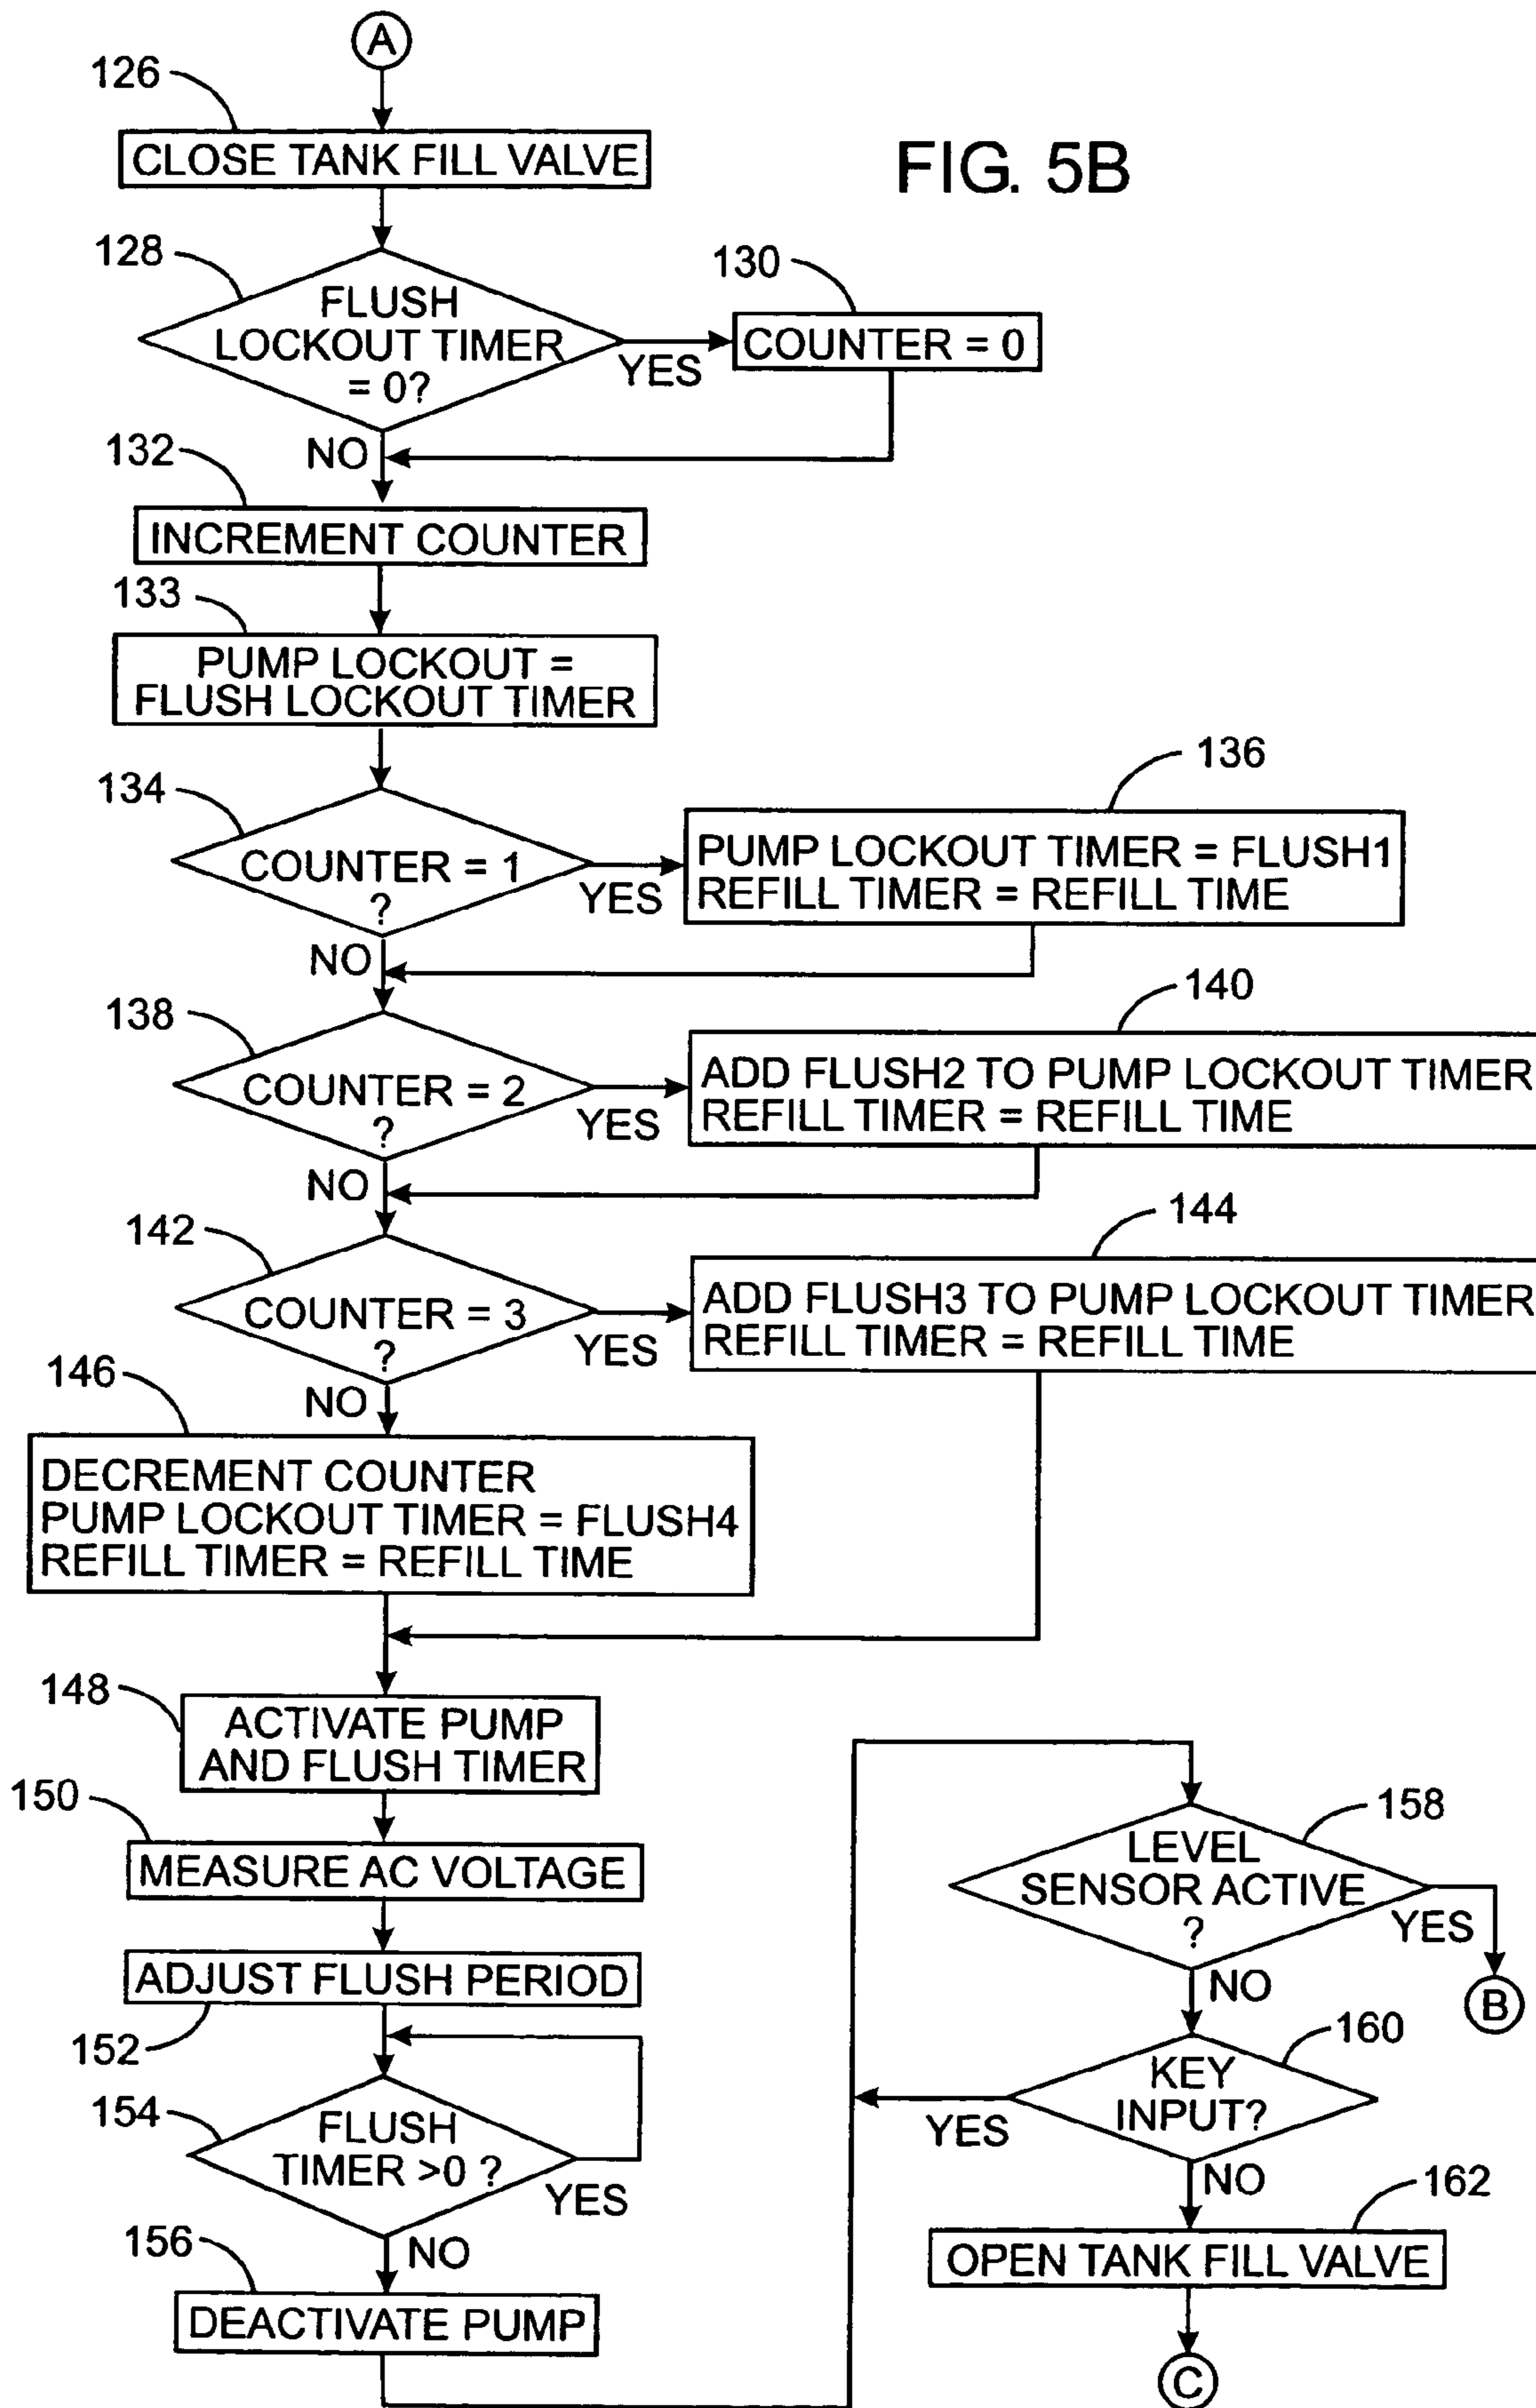 A
126
CLOSE TANK FILL VALVE
FIG. 5B
128
FLUSH
LOCKOUT TIMER
= 0?
YES
130
COUNTER = 0
NO
132
INCREMENT COUNTER
133
PUMP LOCKOUT =
FLUSH LOCKOUT TIMER
134
COUNTER = 1
?
YES
136
PUMP LOCKOUT TIMER = FLUSH1
REFILL TIMER = REFILL TIME
NO
138
COUNTER = 2
?
YES
140
ADD FLUSH2 TO PUMP LOCKOUT TIMER
REFILL TIMER = REFILL TIME
NO
142
COUNTER = 3
?
YES
144
ADD FLUSH3 TO PUMP LOCKOUT TIMER
REFILL TIMER = REFILL TIME
NO
146
DECREMENT COUNTER
PUMP LOCKOUT TIMER = FLUSH4
REFILL TIMER = REFILL TIME
148
ACTIVATE PUMP
AND FLUSH TIMER
150
MEASURE AC VOLTAGE
ADJUST FLUSH PERIOD
152
154
FLUSH
TIMER >0 ?
YES
NO
156
DEACTIVATE PUMP
158
LEVEL
SENSOR ACTIVE
?
YES
B
NO
160
KEY
INPUT?
YES
NO
162
OPEN TANK FILL VALVE
C